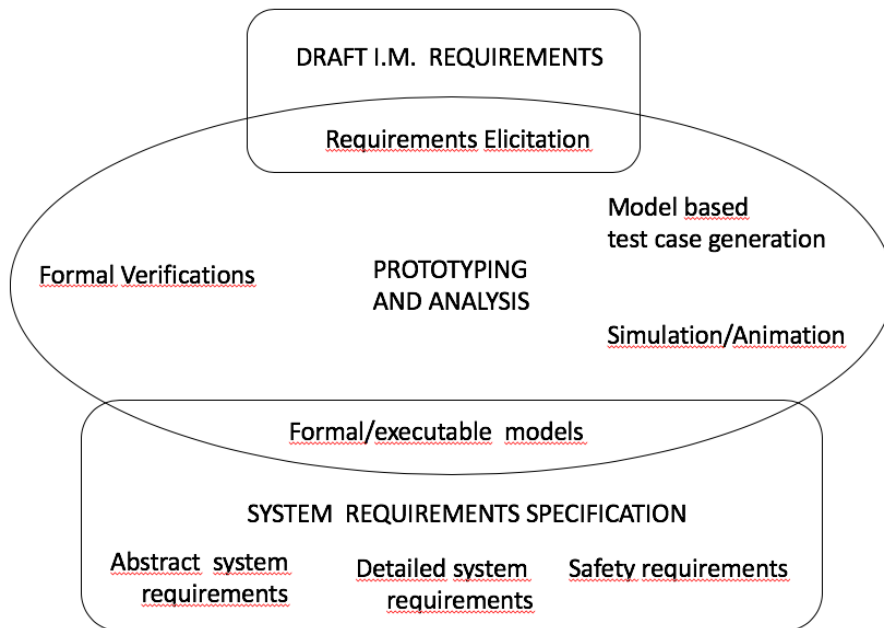 DRAFT I.M. REQUIREMENTS
Requirements Elicitation
Model based
test case generation
Formal Verifications
PROTOTYPING
AND ANALYSIS
Simulation/Animation
Formal/executable models
SYSTEM REQUIREMENTS SPECIFICATION
Abstract system
requirements
Detailed system
requirements
Safety requirements